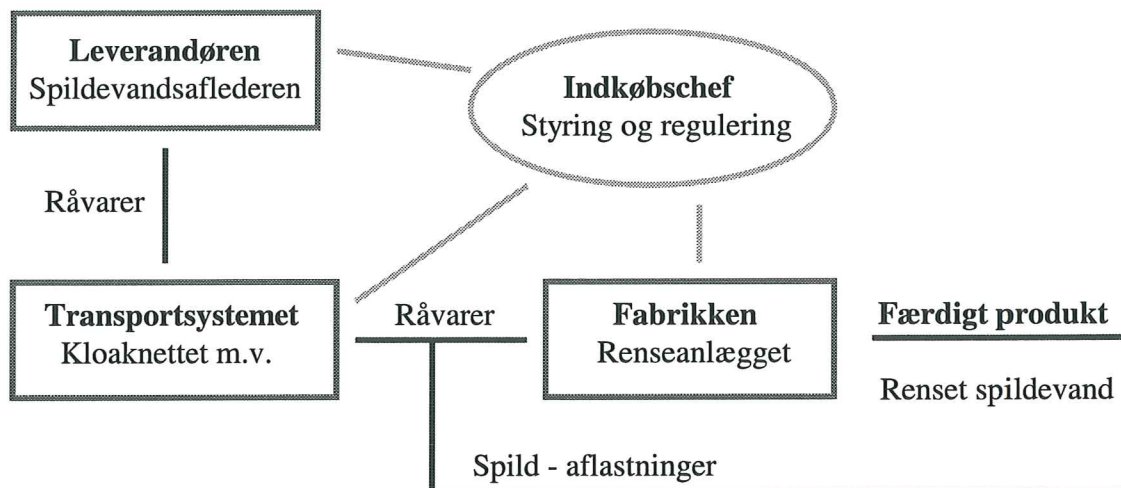 Leverandøren
Spildevandsaflederen
Indkøbschef
Styring og regulering
Råvarer
Transportsystemet
Kloaknettet m.v.
Råvarer
Fabrikken
Renseanlægget
Færdigt produkt
Renset spildevand
Spild - aflastninger